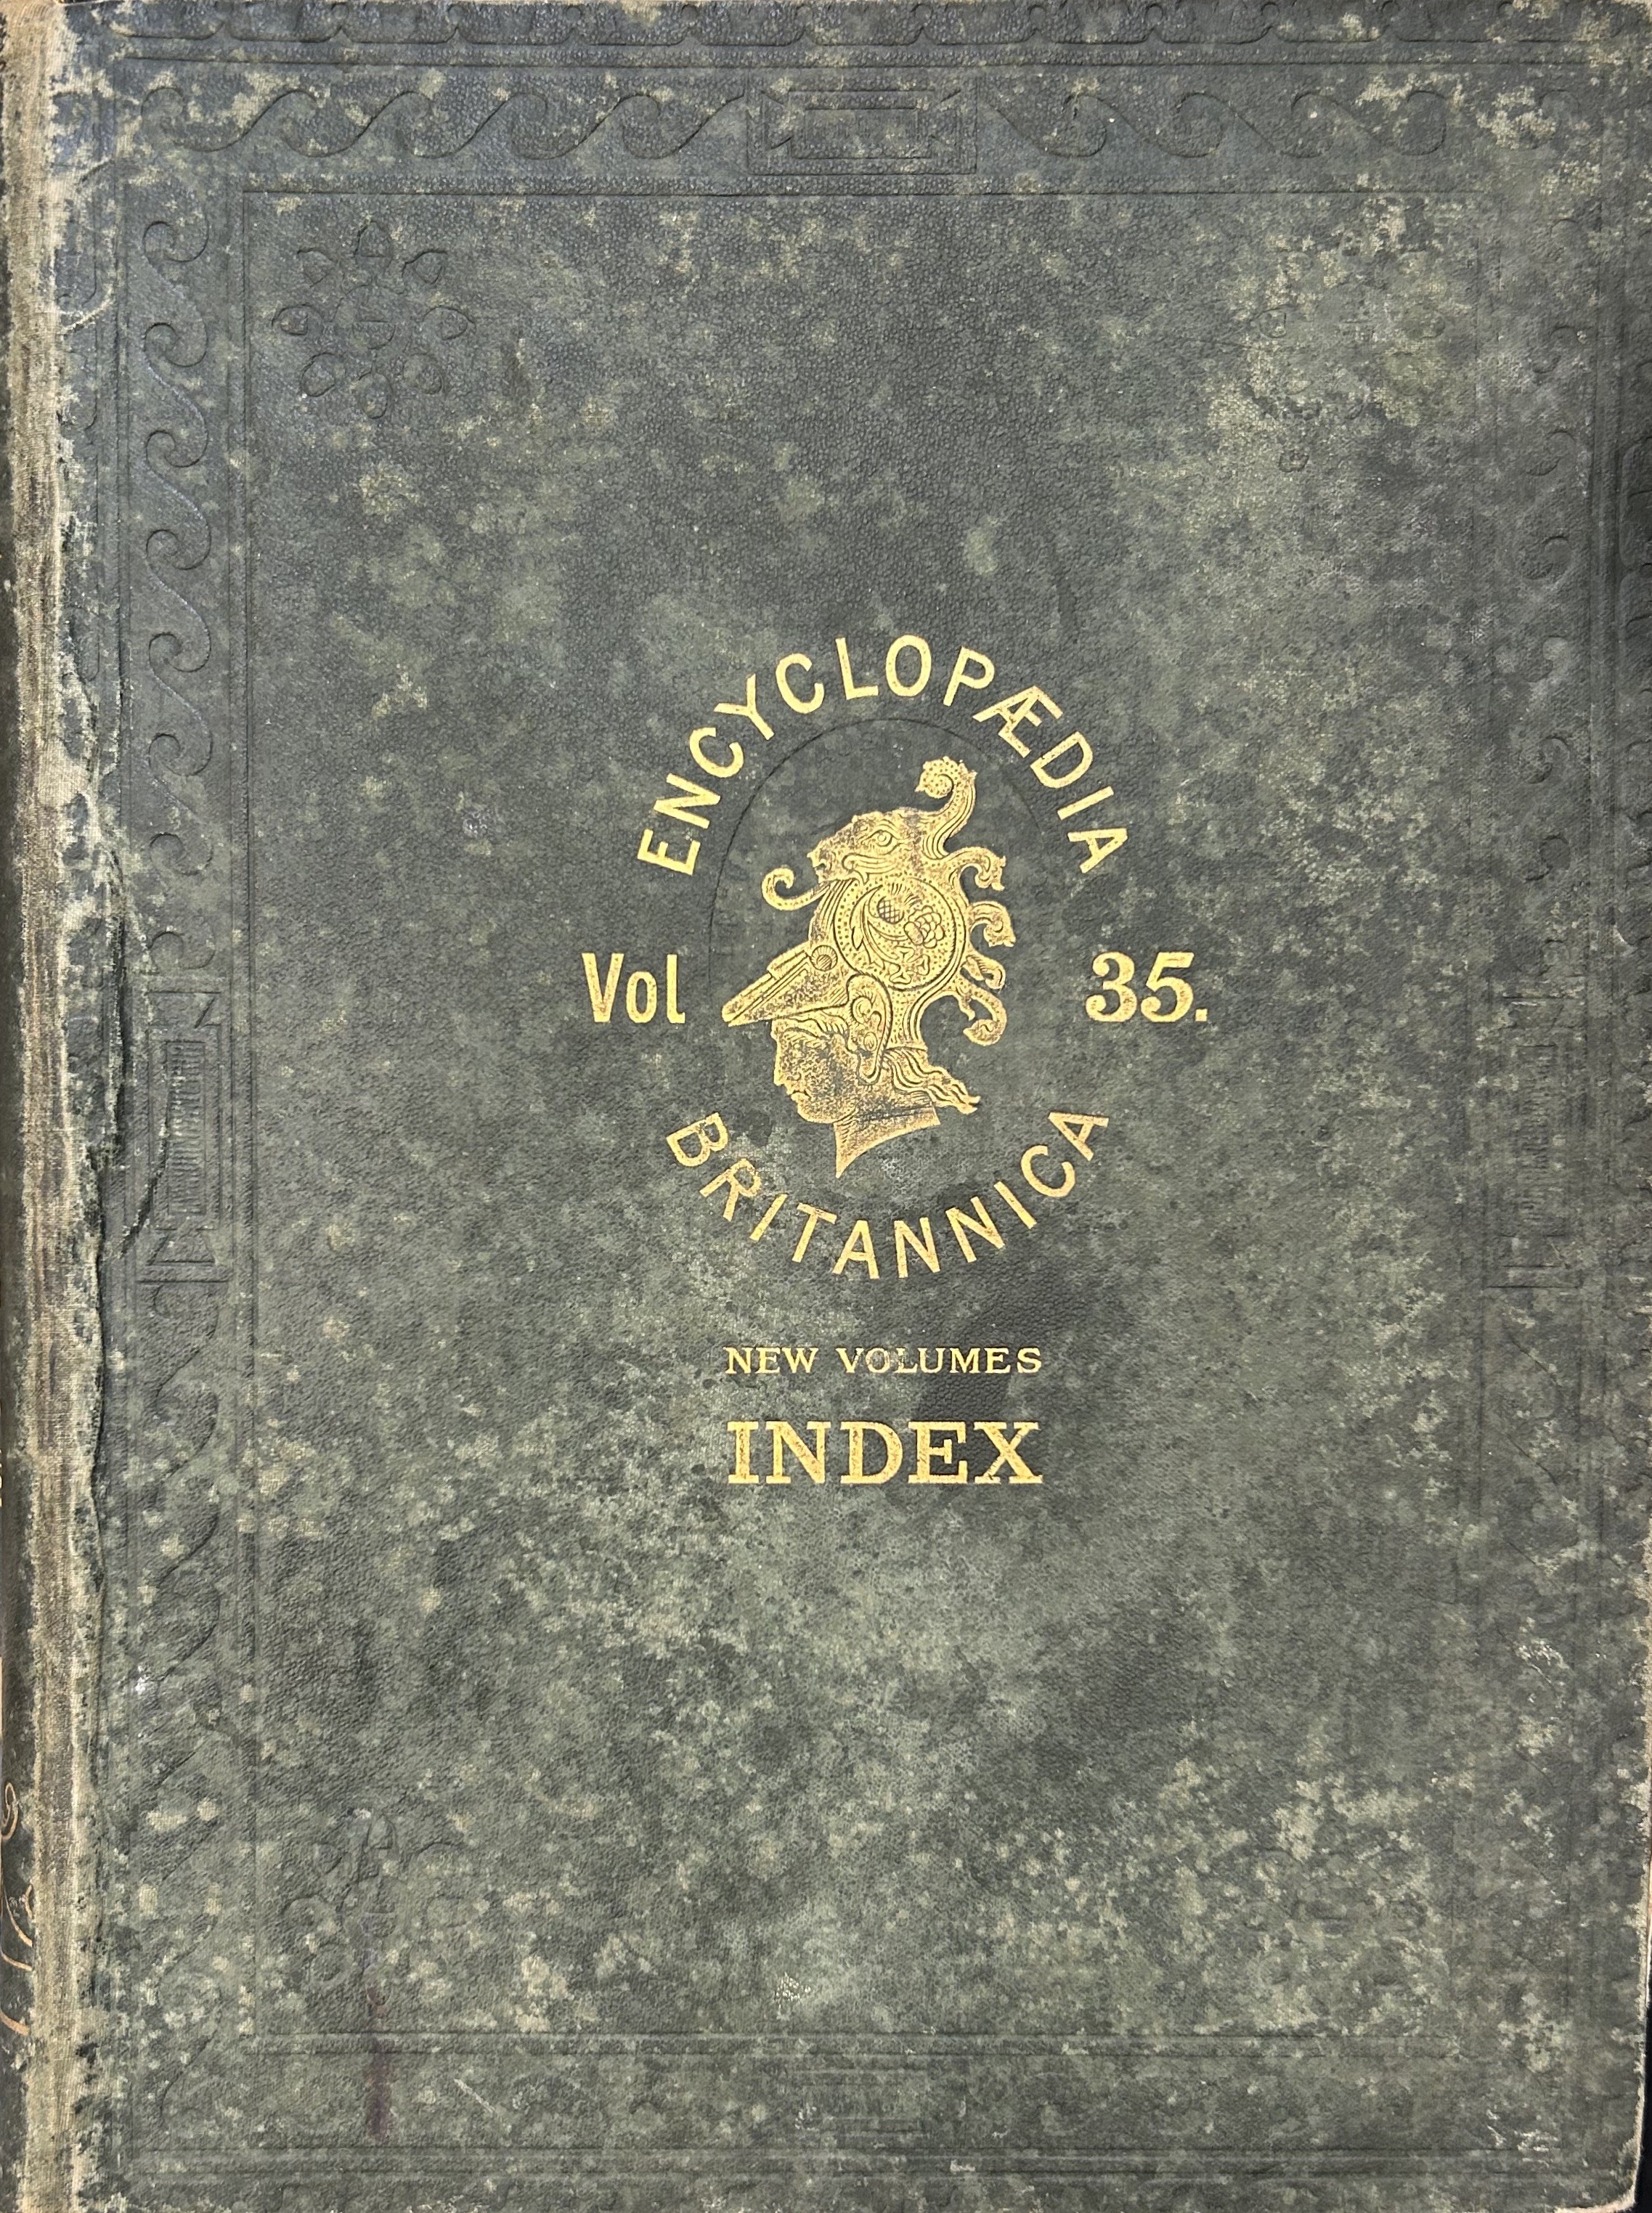 ENCYCLOPÆDIA
Vol 35.
BRITANNICA
NEW VOLUMES
INDEX